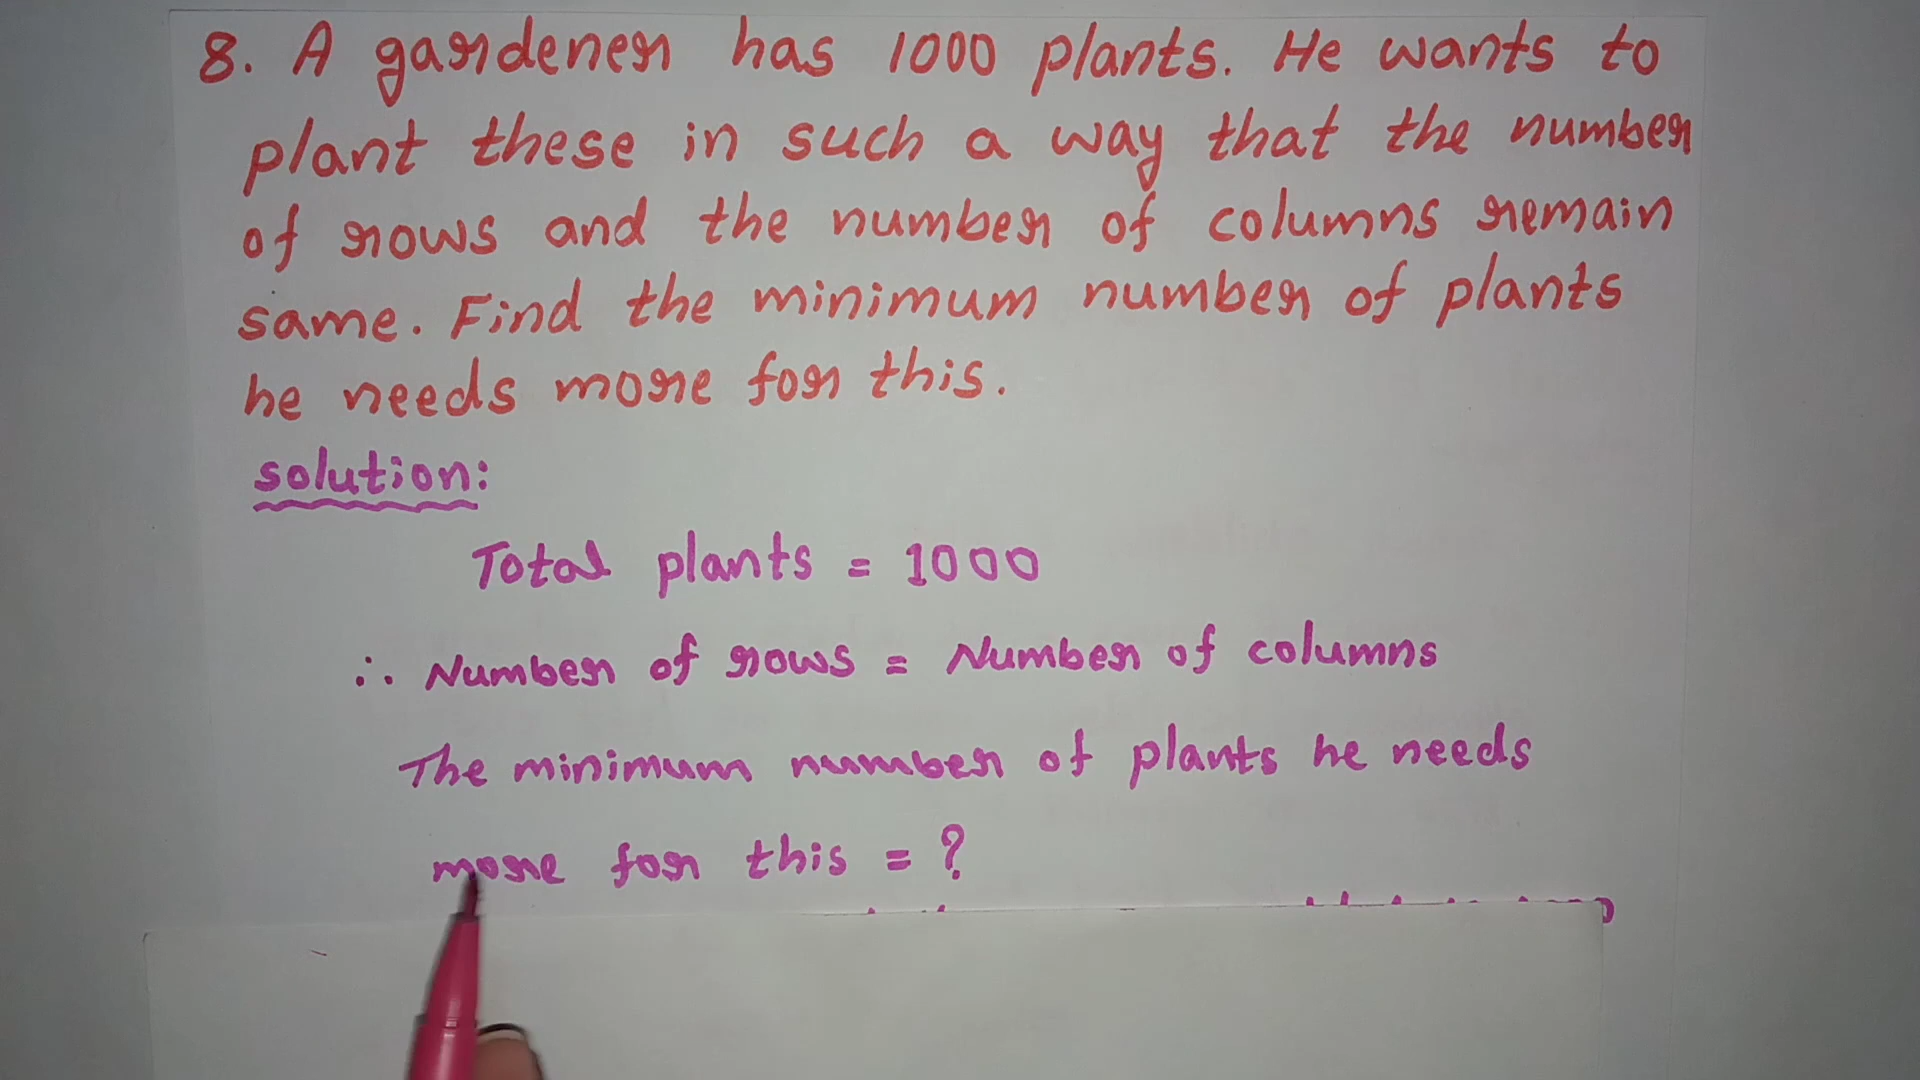 8. A gardener has 1000 plants. He wants to
plant these in such a way that the number
of rows and the number of columns remain
same. Find the minimum number of plants
he needs more for this.
solution:
Total plants = 1000
∴ Number of rows = Number of columns
The minimum number of plants he needs
more for this = ?